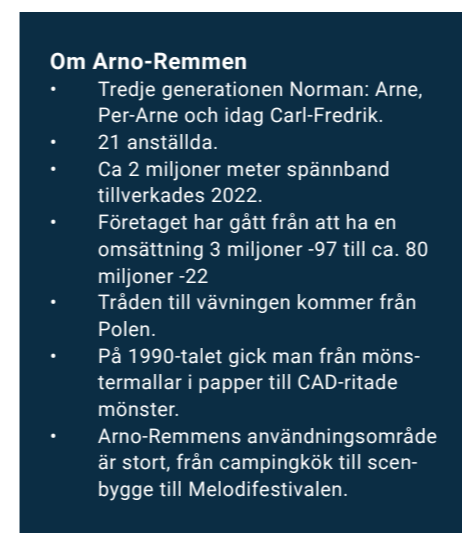 Om Arno-Remmen
• Tredje generationen Norman: Arne,
Per-Arne och idag Carl-Fredrik.
• 21 anställda.
• Ca 2 miljoner meter spännband
tillverkades 2022.
• Företaget har gått från att ha en
omsättning 3 miljoner -97 till ca. 80
miljoner -22
• Tråden till vävningen kommer från
Polen.
• På 1990-talet gick man från möns-
termallar i papper till CAD-ritade
mönster.
• Arno-Remmens användningsområde
är stort, från campingkök till scen-
bygge till Melodifestivalen.